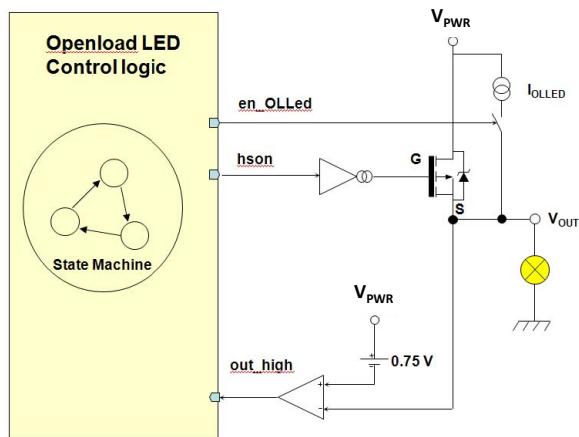 Openload LED
Control logic
V_PWR
I_OLLED
en_OLLed
hson
G
S
V_OUT
State Machine
V_PWR
+
0.75 V
out_high
+
−